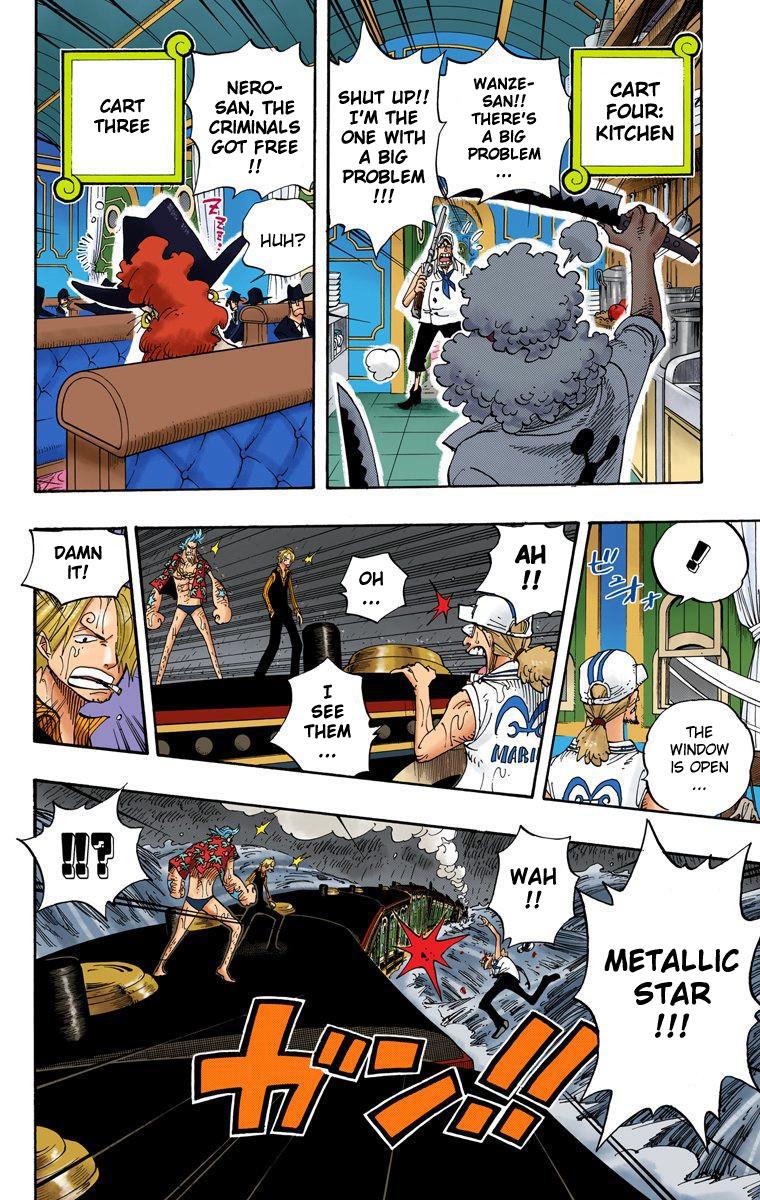 CART
FOUR:
KITCHEN
WANZE-
SAN!!
THERE'S
A BIG
PROBLEM
...
SHUT UP!!
I'M THE
ONE WITH
A BIG
PROBLEM
!!!
NERO-
SAN, THE
CRIMINALS
GOT FREE
!!
CART
THREE
HUH?
!
THE
WINDOW
IS OPEN
...
AH
!!
OH
...
I
SEE
THEM
...
MARI
DAMN
IT!
METALLIC
STAR
!!!
WAH
!!
!!?
ガン!!